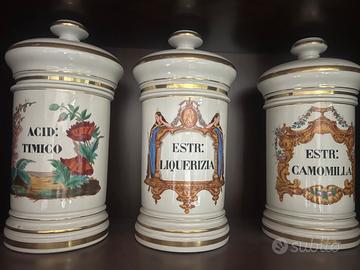 ACID:
TIMICO
ESTR:
LIQUERIZIA
ESTR:
CAMOMILLA
subito